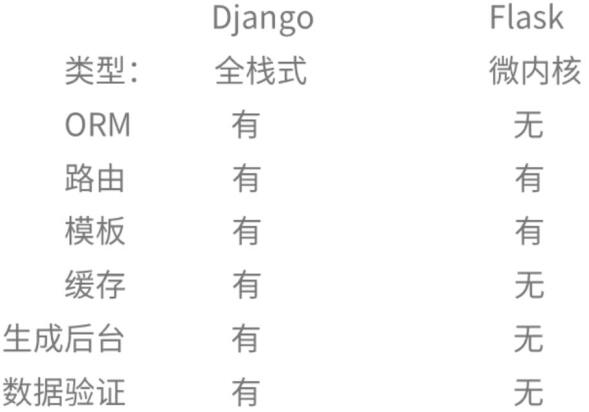 Django Flask
类型： 全栈式 微内核
ORM 有 无
路由 有 有
模板 有 有
缓存 有 无
生成后台 有 无
数据验证 有 无